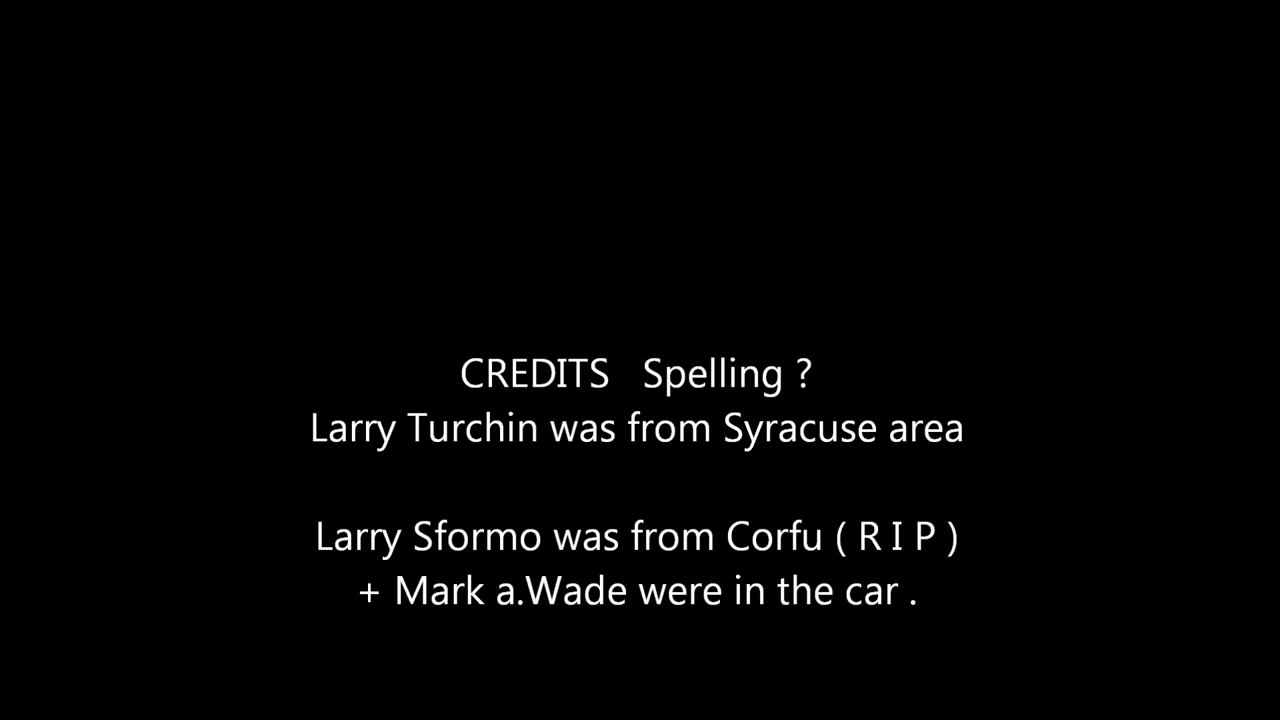 CREDITS   Spelling ?
Larry Turchin was from Syracuse area
Larry Sformo was from Corfu ( R I P )
+ Mark a.Wade were in the car .